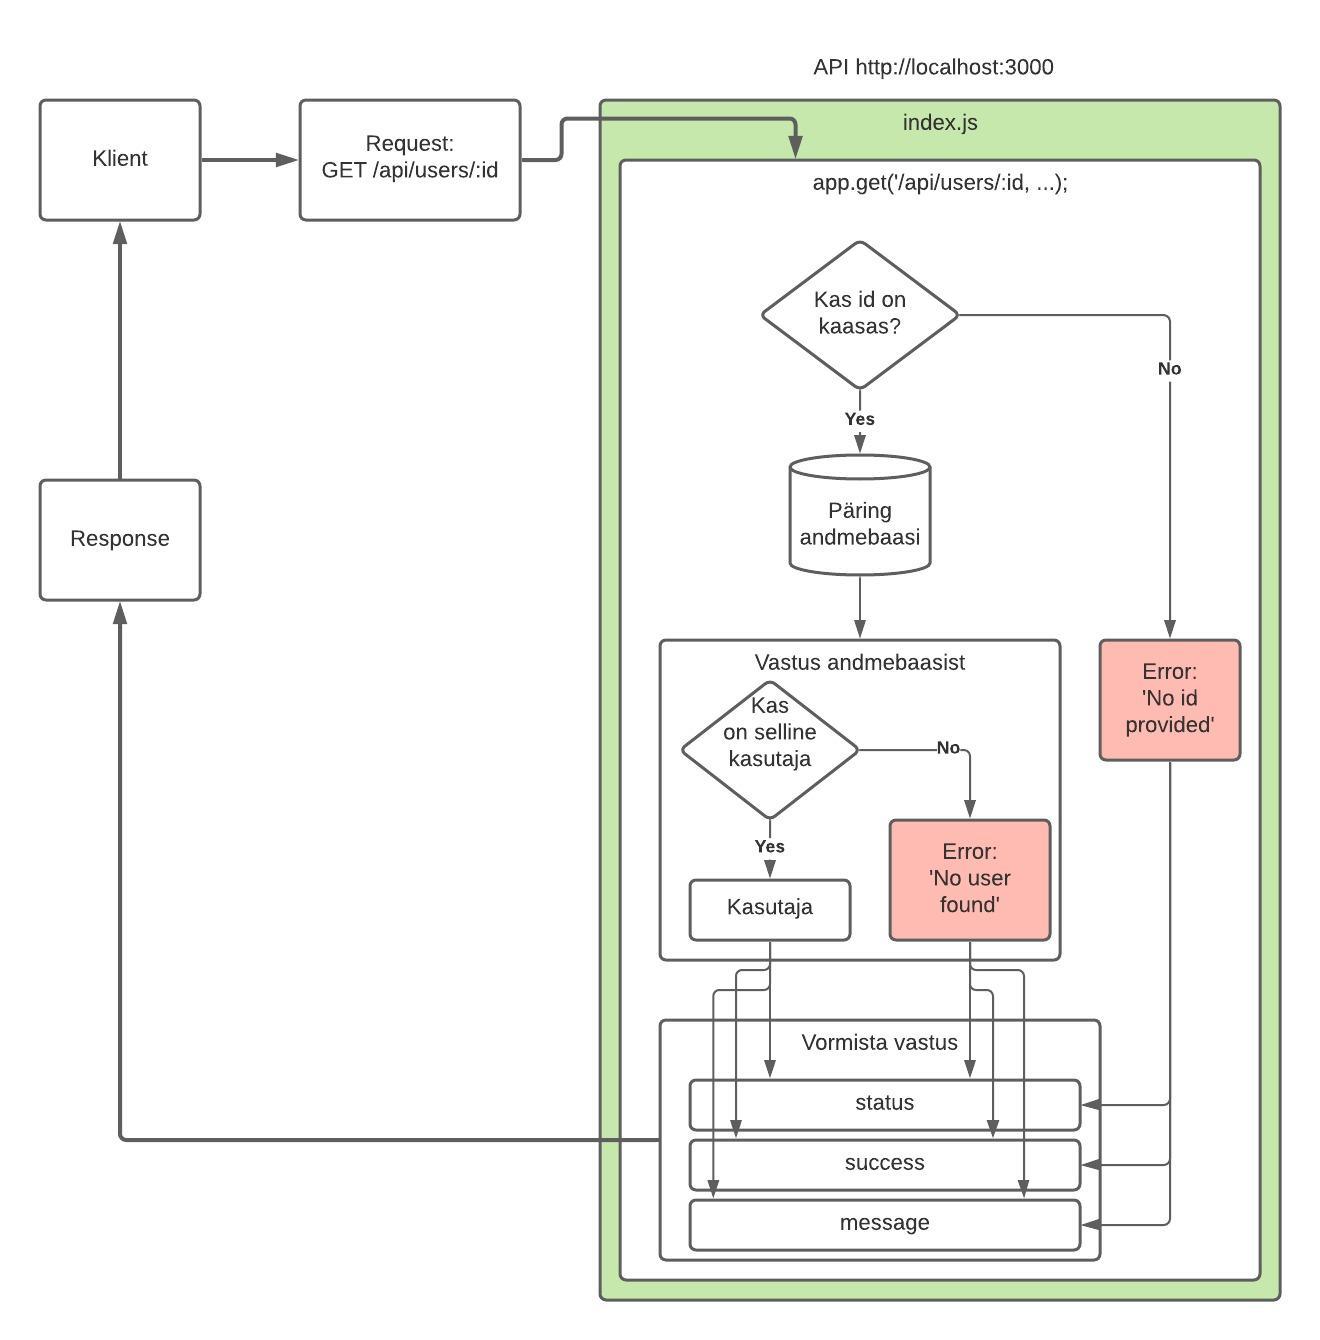 API http://localhost:3000
Klient
Request:
GET /api/users/:id
index.js
app.get('/api/users/:id, ...);
Kas id on
kaasas?
No
Yes
Päring
andmebaasi
Response
Vastus andmebaasist
Kas
on selline
kasutaja
No
Yes
Kasutaja
Error:
'No user
found'
Error:
'No id
provided'
Vormista vastus
status
success
message